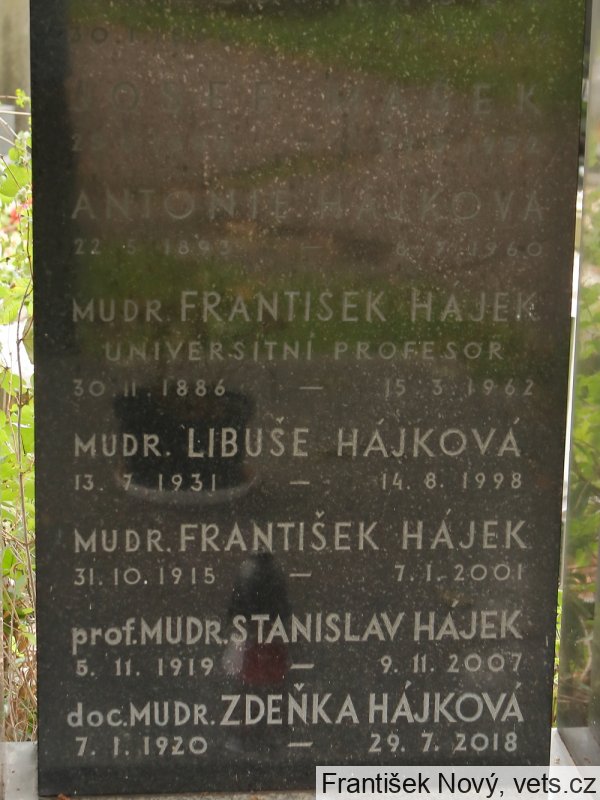 JOSEF HÁJEK
ANTONIE HÁJKOVÁ
22. 5. 1893 — 8. 7. 1960
MUDR. FRANTIŠEK HÁJEK
UNIVERSITNÍ PROFESOR
30. 11. 1886 — 15. 3. 1962
MUDR. LIBUŠE HÁJKOVÁ
13. 7. 1931 — 14. 8. 1998
MUDR. FRANTIŠEK HÁJEK
31. 10. 1915 — 7. 1. 2001
prof. MUDR. STANISLAV HÁJEK
5. 11. 1919 — 9. 11. 2007
doc. MUDR. ZDEŇKA HÁJKOVÁ
7. 1. 1920 — 29. 7. 2018
František Nový, vets.cz